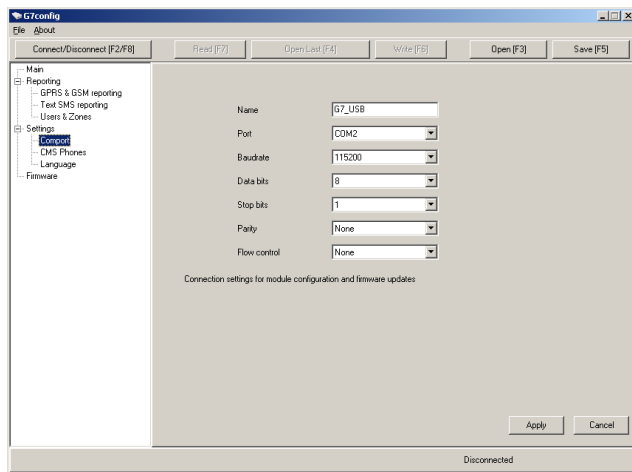 G7config
File About
Connect/Disconnect [F2/F8] Read [F7] Open Last [F4] Write [F6] Open [F3] Save [F5]
Main
Reporting
GPRS & GSM reporting
Text SMS reporting
Users & Zones
Settings
Comport
CMS Phones
Language
Firmware
Name G7_USB
Port COM2
Baudrate 115200
Data bits 8
Stop bits 1
Parity None
Flow control None
Connection settings for module configuration and firmware updates
Apply Cancel
Disconnected